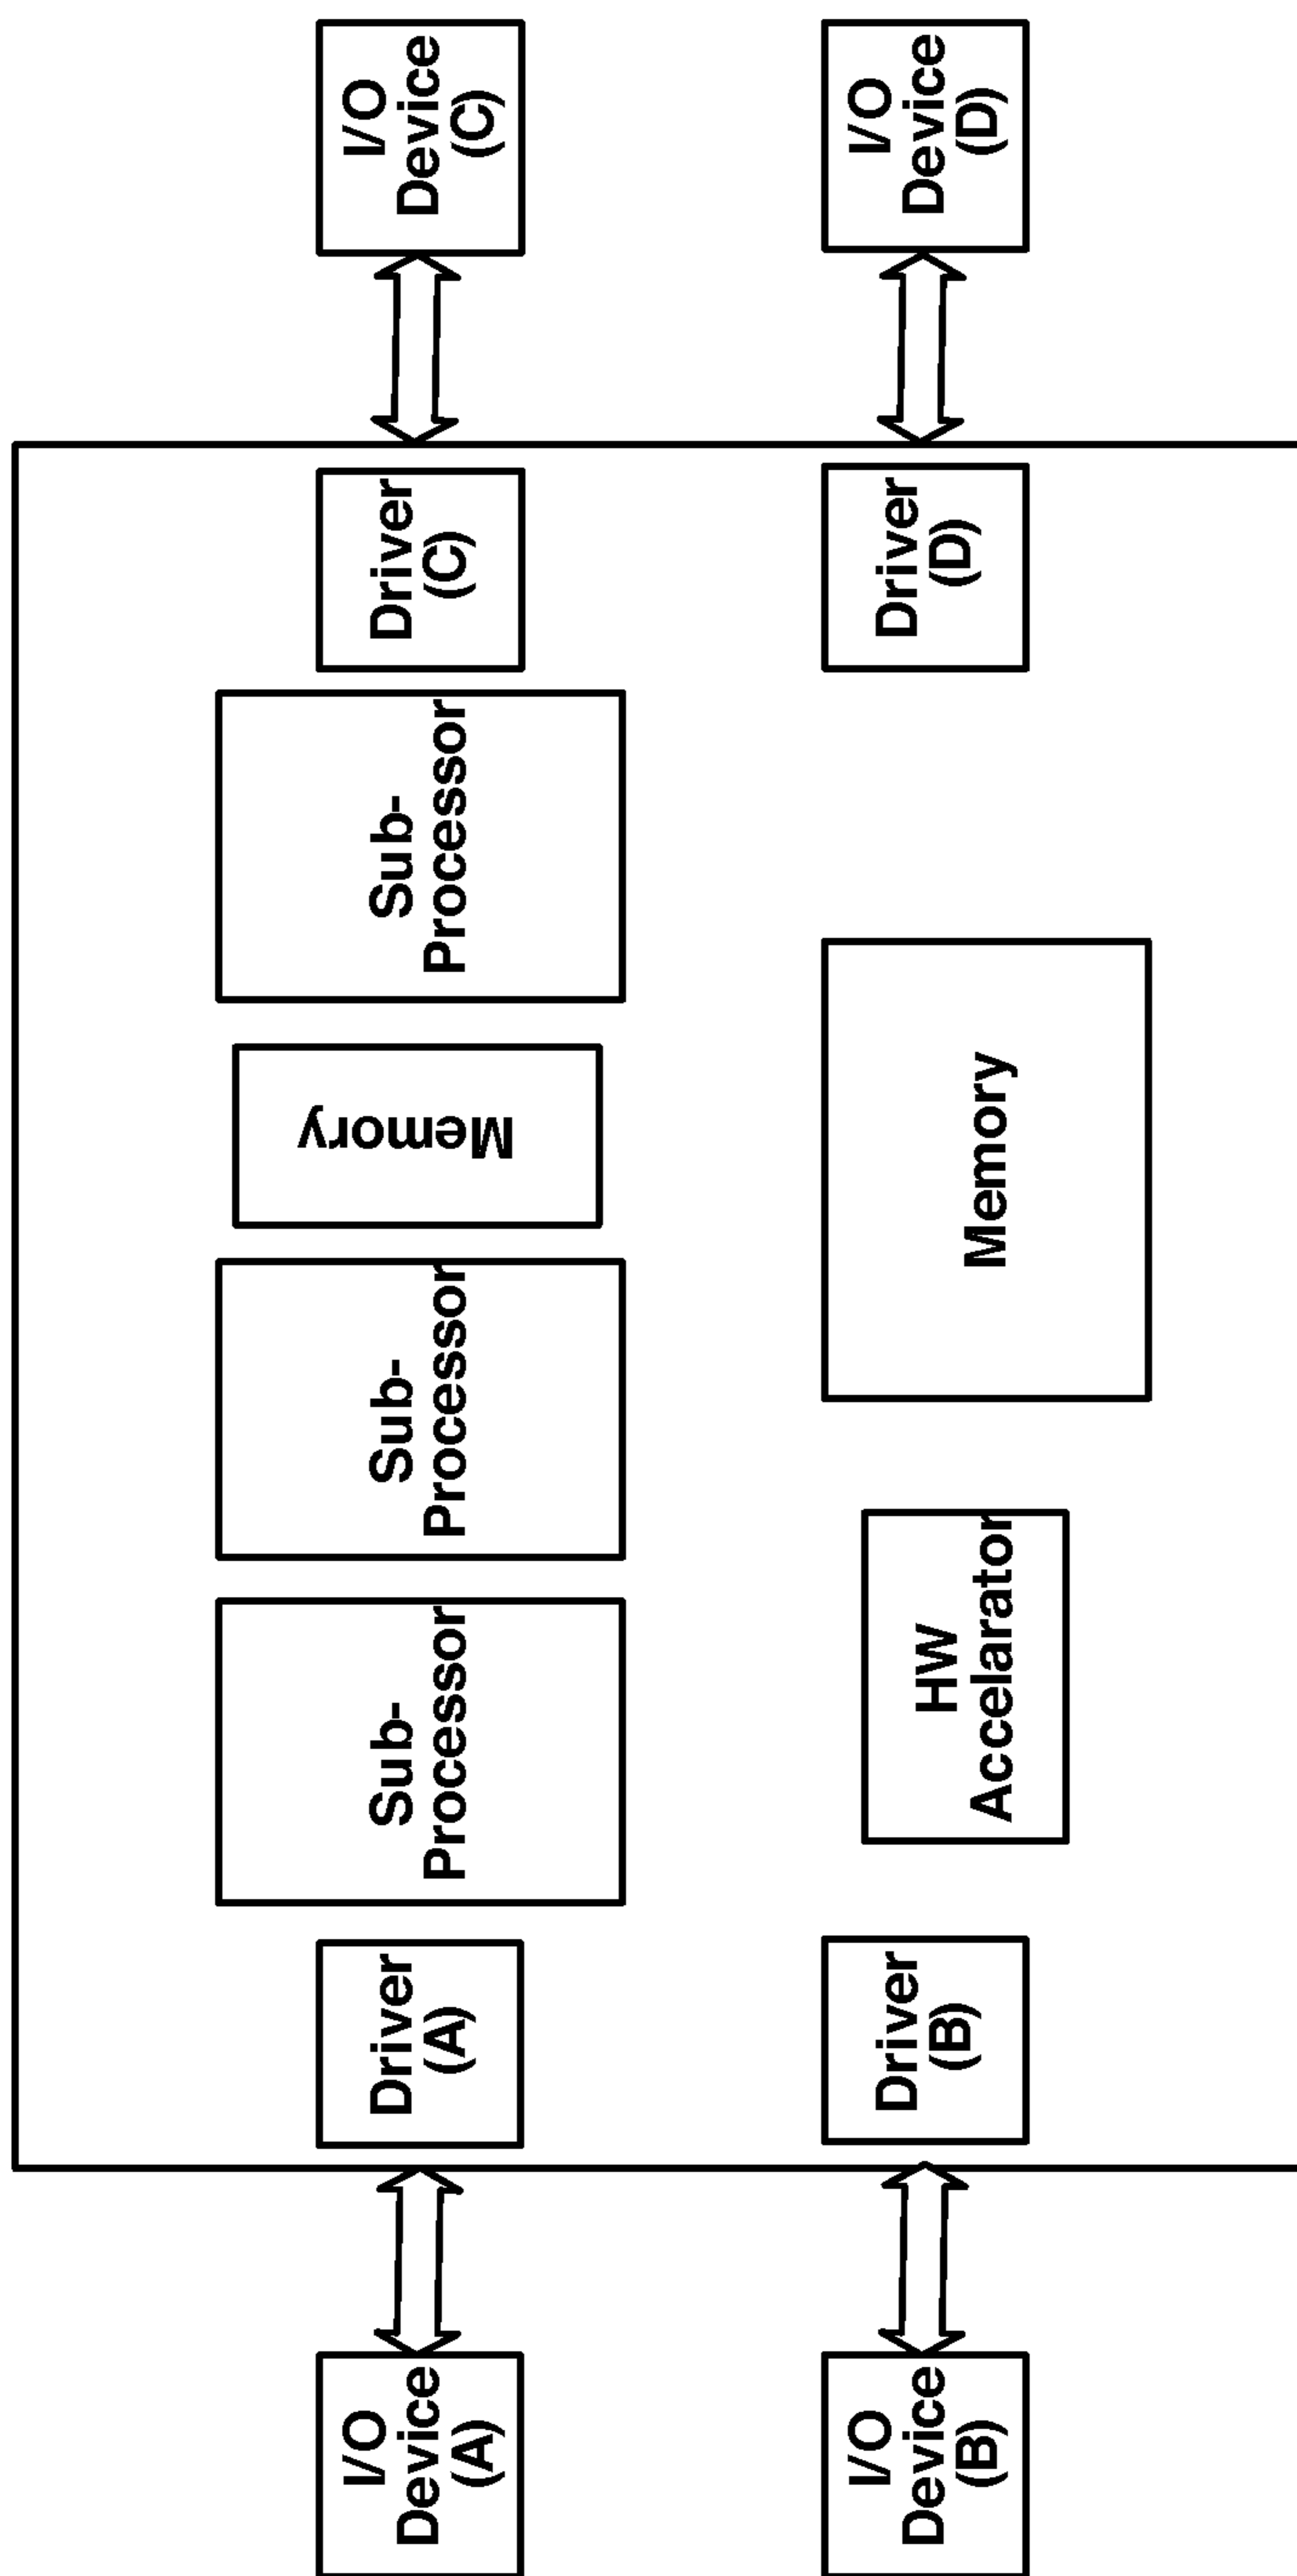 I/O
Device
(A)
Driver
(A)
Sub-
Processor
Sub-
Processor
Memory
Sub-
Processor
Driver
(C)
I/O
Device
(C)
I/O
Device
(B)
Driver
(B)
HW
Accelarator
Memory
Driver
(D)
I/O
Device
(D)